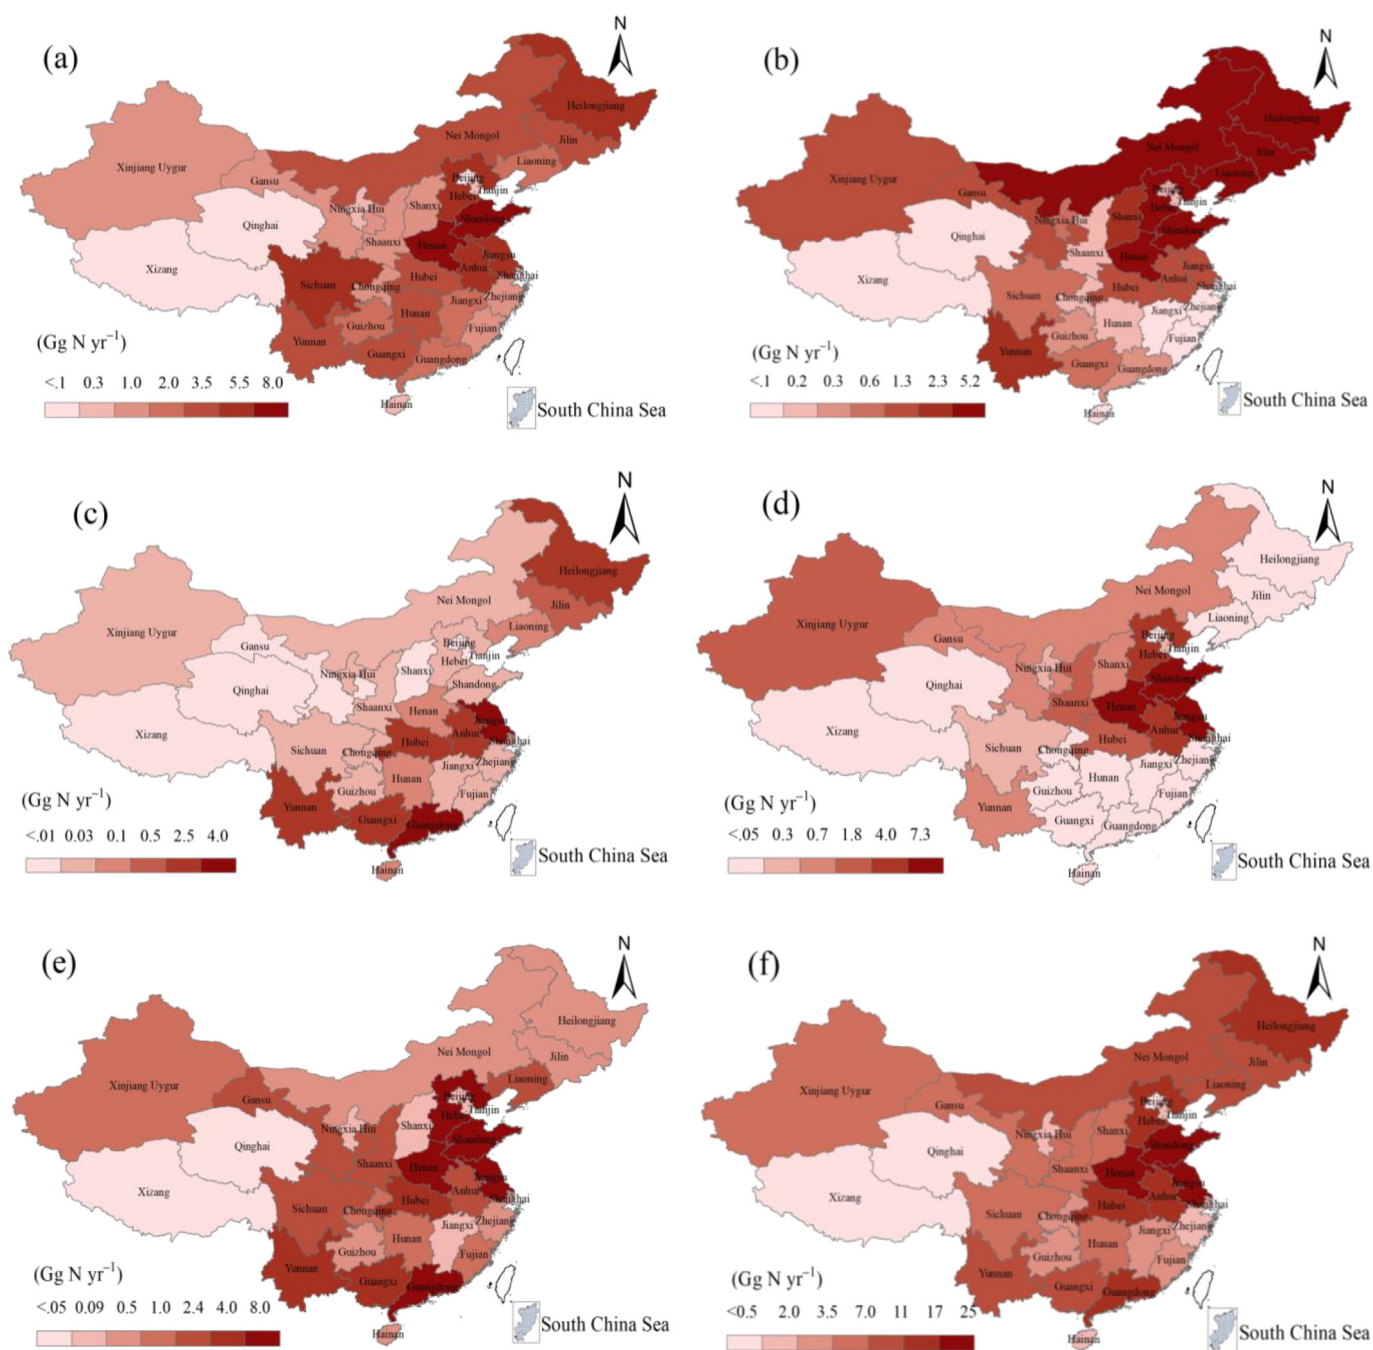 (a)
N
Heilongjiang
Nei Mongol
Jilin
Liaoning
Xinjiang Uygur
Gansu
Beijing
Tianjin
Hebei
Ningxia Hui
Shanxi
Shandong
Qinghai
Shaanxi
Henan
Jiangsu
Xizang
Anhui
Shanghai
Sichuan
Chongqing
Hubei
Jiangxi
Zhejiang
Guizhou
Hunan
Fujian
Yunnan
Guangxi
Guangdong
Hainan
(Gg N yr⁻¹)
<.1 0.3 1.0 2.0 3.5 5.5 8.0
South China Sea
(b)
N
Heilongjiang
Nei Mongol
Jilin
Liaoning
Xinjiang Uygur
Gansu
Beijing
Tianjin
Hebei
Ningxia Hui
Shanxi
Shandong
Qinghai
Shaanxi
Henan
Jiangsu
Xizang
Anhui
Shanghai
Sichuan
Chongqing
Hubei
Jiangxi
Zhejiang
Guizhou
Hunan
Fujian
Yunnan
Guangxi
Guangdong
Hainan
(Gg N yr⁻¹)
<.1 0.2 0.3 0.6 1.3 2.3 5.2
South China Sea
(c)
N
Heilongjiang
Nei Mongol
Jilin
Liaoning
Xinjiang Uygur
Gansu
Beijing
Tianjin
Hebei
Ningxia Hui
Shanxi
Shandong
Qinghai
Shaanxi
Henan
Jiangsu
Xizang
Anhui
Shanghai
Sichuan
Chongqing
Hubei
Jiangxi
Zhejiang
Guizhou
Hunan
Fujian
Yunnan
Guangxi
Guangdong
Hainan
(Gg N yr⁻¹)
<.01 0.03 0.1 0.5 2.5 4.0
South China Sea
(d)
N
Heilongjiang
Nei Mongol
Jilin
Liaoning
Xinjiang Uygur
Gansu
Beijing
Tianjin
Hebei
Ningxia Hui
Shanxi
Shandong
Qinghai
Shaanxi
Henan
Jiangsu
Xizang
Anhui
Shanghai
Sichuan
Chongqing
Hubei
Jiangxi
Zhejiang
Guizhou
Hunan
Fujian
Yunnan
Guangxi
Guangdong
Hainan
(Gg N yr⁻¹)
<.05 0.3 0.7 1.8 4.0 7.3
South China Sea
(e)
N
Heilongjiang
Nei Mongol
Jilin
Liaoning
Xinjiang Uygur
Gansu
Beijing
Tianjin
Hebei
Ningxia Hui
Shanxi
Shandong
Qinghai
Shaanxi
Henan
Jiangsu
Xizang
Anhui
Shanghai
Sichuan
Chongqing
Hubei
Jiangxi
Zhejiang
Guizhou
Hunan
Fujian
Yunnan
Guangxi
Guangdong
Hainan
(Gg N yr⁻¹)
<.05 0.09 0.5 1.0 2.4 4.0 8.0
South China Sea
(f)
N
Heilongjiang
Nei Mongol
Jilin
Liaoning
Xinjiang Uygur
Gansu
Beijing
Tianjin
Hebei
Ningxia Hui
Shanxi
Shandong
Qinghai
Shaanxi
Henan
Jiangsu
Xizang
Anhui
Shanghai
Sichuan
Chongqing
Hubei
Jiangxi
Zhejiang
Guizhou
Hunan
Fujian
Yunnan
Guangxi
Guangdong
Hainan
(Gg N yr⁻¹)
<0.5 2.0 3.5 7.0 11 17 25
South China Sea